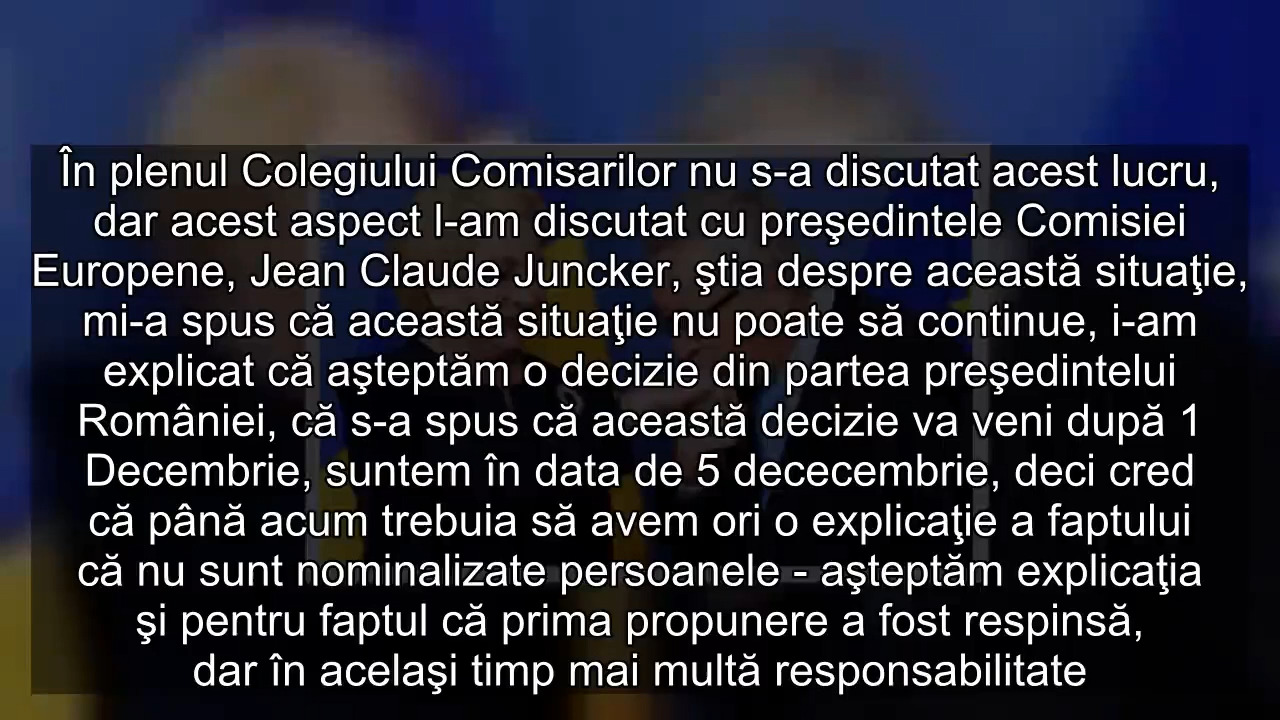 În plenul Colegiului Comisarilor nu s-a discutat acest lucru,
dar acest aspect l-am discutat cu preşedintele Comisiei
Europene, Jean Claude Juncker, ştia despre această situaţie,
mi-a spus că această situaţie nu poate să continue, i-am
explicat că aşteptăm o decizie din partea preşedintelui
României, că s-a spus că această decizie va veni după 1
Decembrie, suntem în data de 5 dececembrie, deci cred
că până acum trebuia să avem ori o explicaţie a faptului
că nu sunt nominalizate persoanele - aşteptăm explicaţia
şi pentru faptul că prima propunere a fost respinsă,
dar în acelaşi timp mai multă responsabilitate